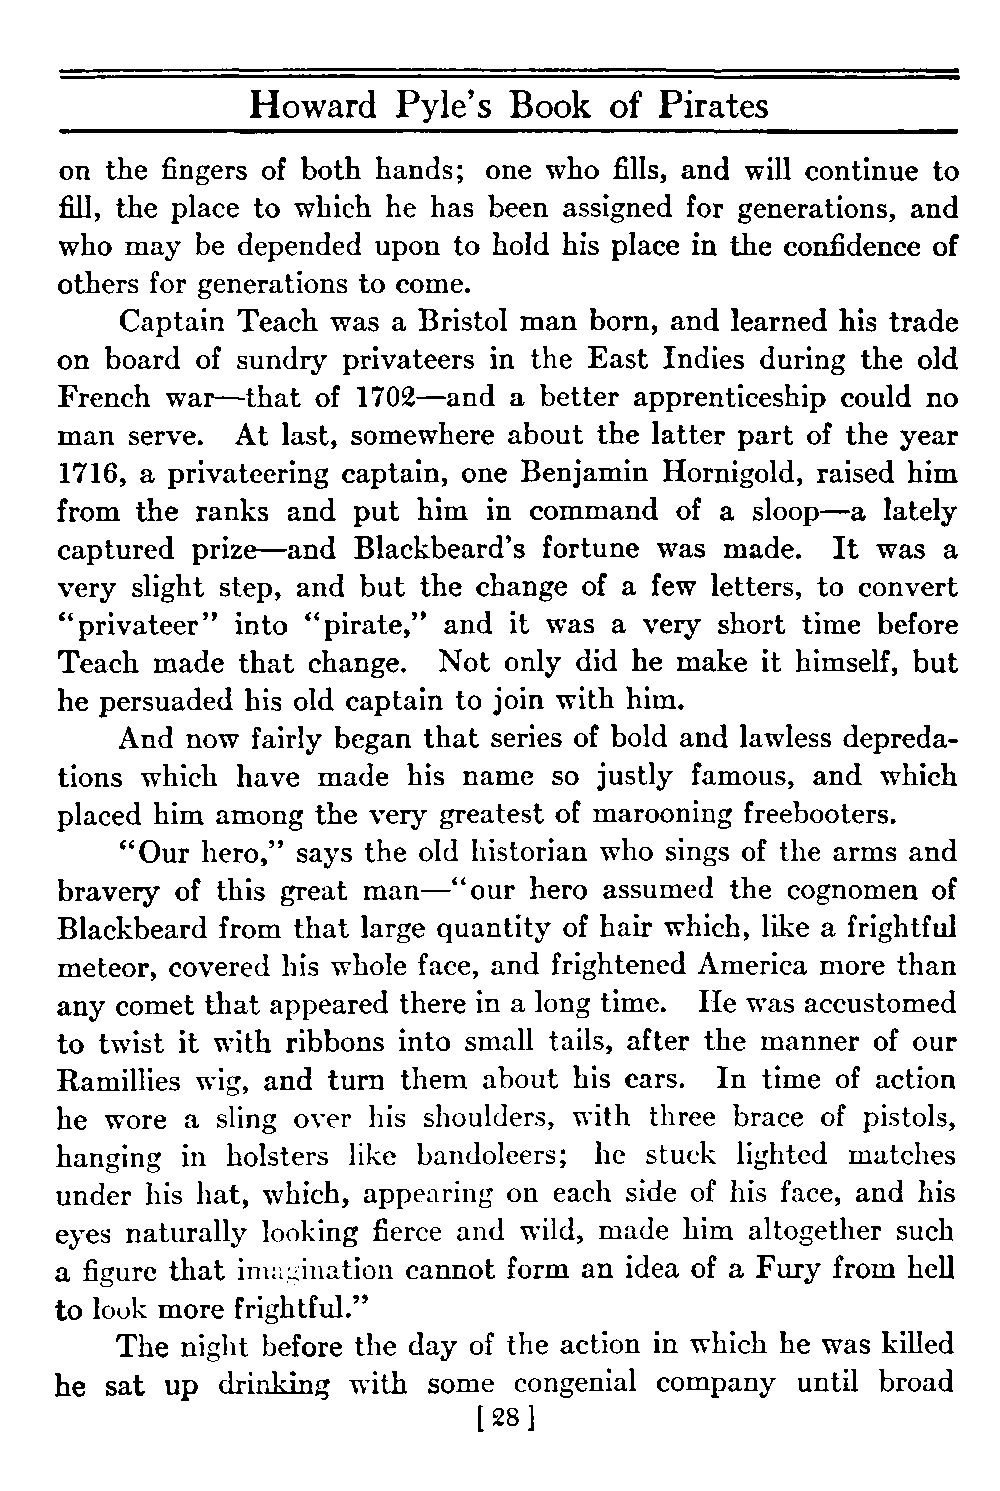 Howard Pyle's Book of Pirates
on the fingers of both hands; one who fills, and will continue to
fill, the place to which he has been assigned for generations, and
who may be depended upon to hold his place in the confidence of
others for generations to come.
Captain Teach was a Bristol man born, and learned his trade
on board of sundry privateers in the East Indies during the old
French war—that of 1702—and a better apprenticeship could no
man serve. At last, somewhere about the latter part of the year
1716, a privateering captain, one Benjamin Hornigold, raised him
from the ranks and put him in command of a sloop—a lately
captured prize—and Blackbeard's fortune was made. It was a
very slight step, and but the change of a few letters, to convert
"privateer" into "pirate," and it was a very short time before
Teach made that change. Not only did he make it himself, but
he persuaded his old captain to join with him.
And now fairly began that series of bold and lawless depreda-
tions which have made his name so justly famous, and which
placed him among the very greatest of marooning freebooters.
"Our hero," says the old historian who sings of the arms and
bravery of this great man—"our hero assumed the cognomen of
Blackbeard from that large quantity of hair which, like a frightful
meteor, covered his whole face, and frightened America more than
any comet that appeared there in a long time. He was accustomed
to twist it with ribbons into small tails, after the manner of our
Ramillies wig, and turn them about his ears. In time of action
he wore a sling over his shoulders, with three brace of pistols,
hanging in holsters like bandoleers; he stuck lighted matches
under his hat, which, appearing on each side of his face, and his
eyes naturally looking fierce and wild, made him altogether such
a figure that imagination cannot form an idea of a Fury from hell
to look more frightful."
The night before the day of the action in which he was killed
he sat up drinking with some congenial company until broad
[ 28 ]